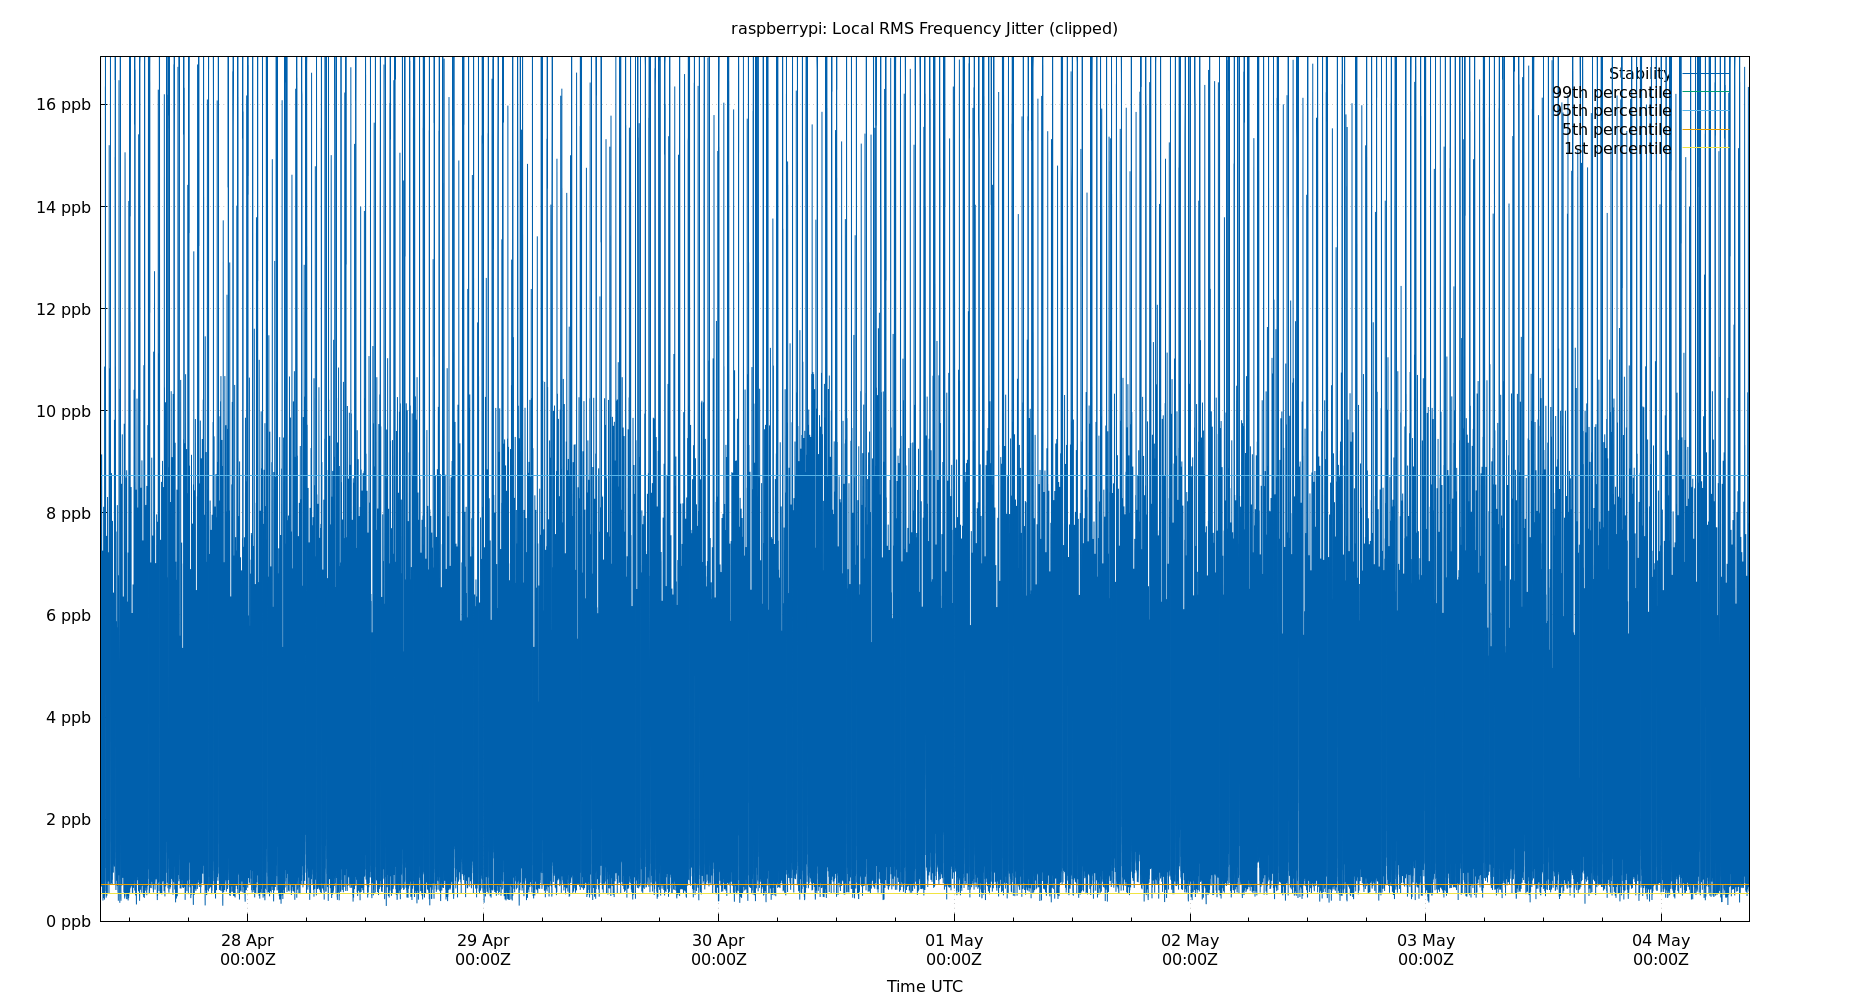 raspberrypi: Local RMS Frequency Jitter (clipped)
Stability
99th percentile
95th percentile
5th percentile
1st percentile
16 ppb
14 ppb
12 ppb
10 ppb
8 ppb
6 ppb
4 ppb
2 ppb
0 ppb
28 Apr 29 Apr 30 Apr 01 May 02 May 03 May 04 May
00:00Z 00:00Z 00:00Z 00:00Z 00:00Z 00:00Z 00:00Z
Time UTC